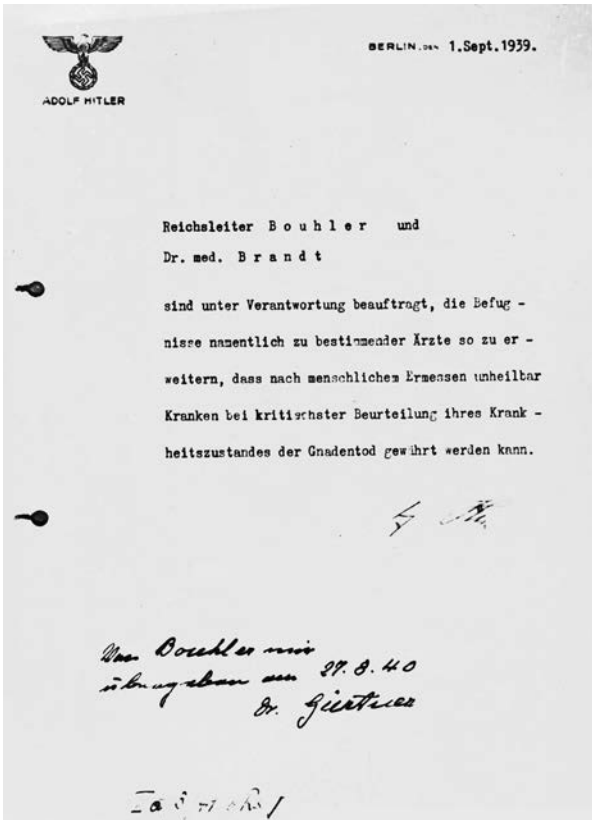 ADOLF HITLER
BERLIN, DEN 1.Sept.1939.
Reichsleiter B o u h l e r und
Dr. med. B r a n d t
sind unter Verantwortung beauftragt, die Befug -
nisse namentlich zu bestimmender Ärzte so zu er -
weitern, dass nach menschlichem Ermessen unheilbar
Kranken bei kritischster Beurteilung ihres Krank -
heitszustandes der Gnadentod gewährt werden kann.
Von Bouhler mir
übergeben am 27.8.40
Dr. Gürtner